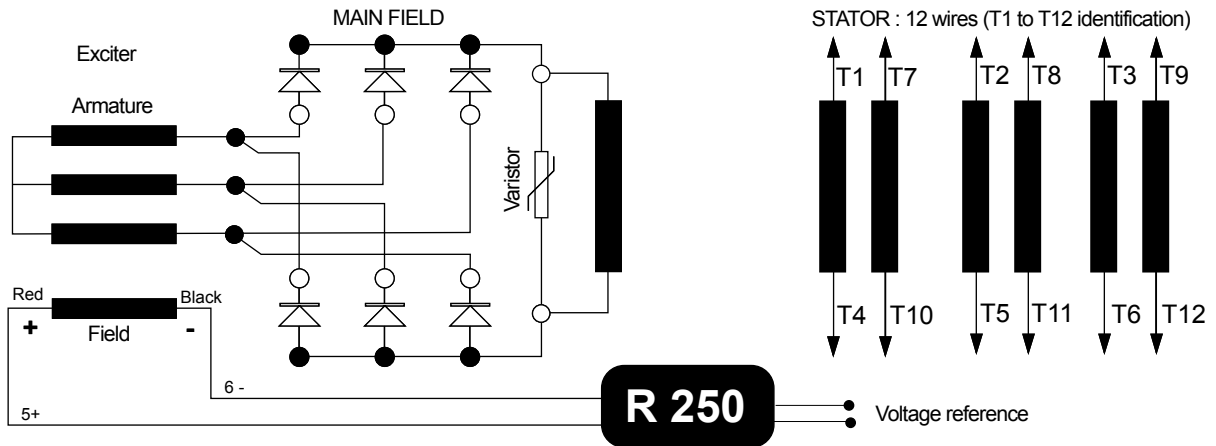 MAIN FIELD
STATOR : 12 wires (T1 to T12 identification)
Exciter
Armature
T1
T7
T2
T8
T3
T9
Varistor
Red
Black
+
-
Field
T4
T10
T5
T11
T6
T12
6 -
5+
R 250
Voltage reference